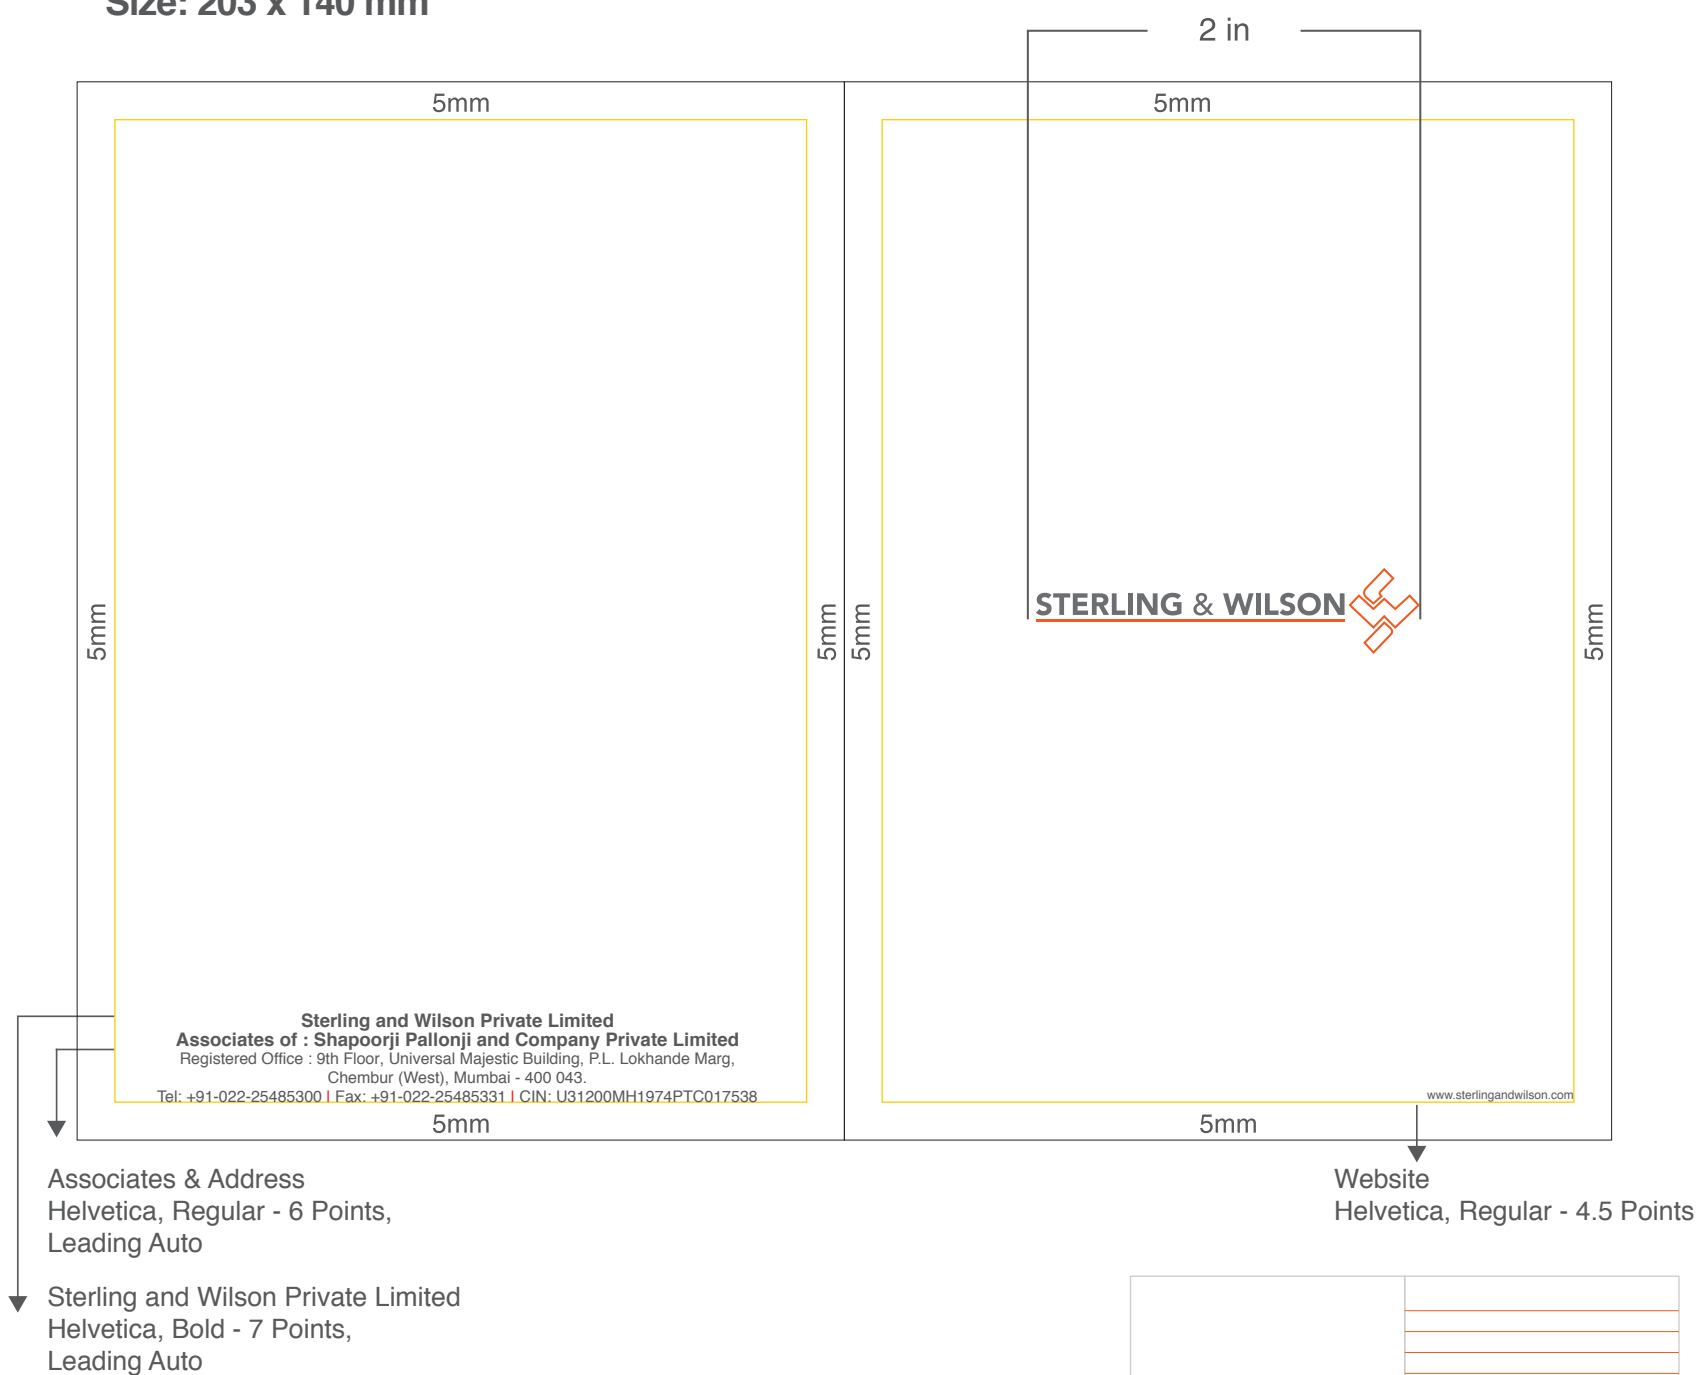 Size: 203 x 140 mm
2 in
5mm
5mm
5mm
5mm
5mm
5mm
STERLING & WILSON
Sterling and Wilson Private Limited
Associates of : Shapoorji Pallonji and Company Private Limited
Registered Office : 9th Floor, Universal Majestic Building, P.L. Lokhande Marg,
Chembur (West), Mumbai - 400 043.
Tel: +91-022-25485300 | Fax: +91-022-25485331 | CIN: U31200MH1974PTC017538
www.sterlingandwilson.com
5mm
5mm
Associates & Address
Helvetica, Regular - 6 Points,
Leading Auto
Website
Helvetica, Regular - 4.5 Points
Sterling and Wilson Private Limited
Helvetica, Bold - 7 Points,
Leading Auto